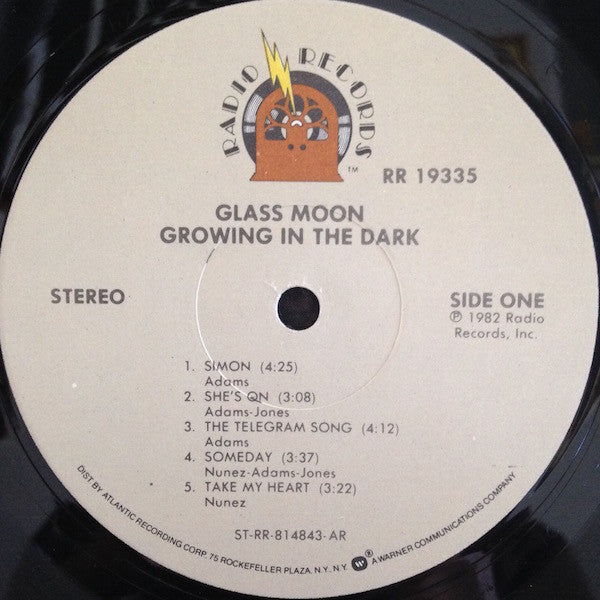 RADIO RECORDS
™
RR 19335
GLASS MOON
GROWING IN THE DARK
STEREO
SIDE ONE
℗ 1982 Radio
Records, Inc.
1. SIMON (4:25)
Adams
2. SHE'S ON (3:08)
Adams-Jones
3. THE TELEGRAM SONG (4:12)
Adams
4. SOMEDAY (3:37)
Nunez-Adams-Jones
5. TAKE MY HEART (3:22)
Nunez
ST-RR-814843-AR
DIST BY ATLANTIC RECORDING CORP. 75 ROCKEFELLER PLAZA, N.Y., N.Y. ® A WARNER COMMUNICATIONS COMPANY